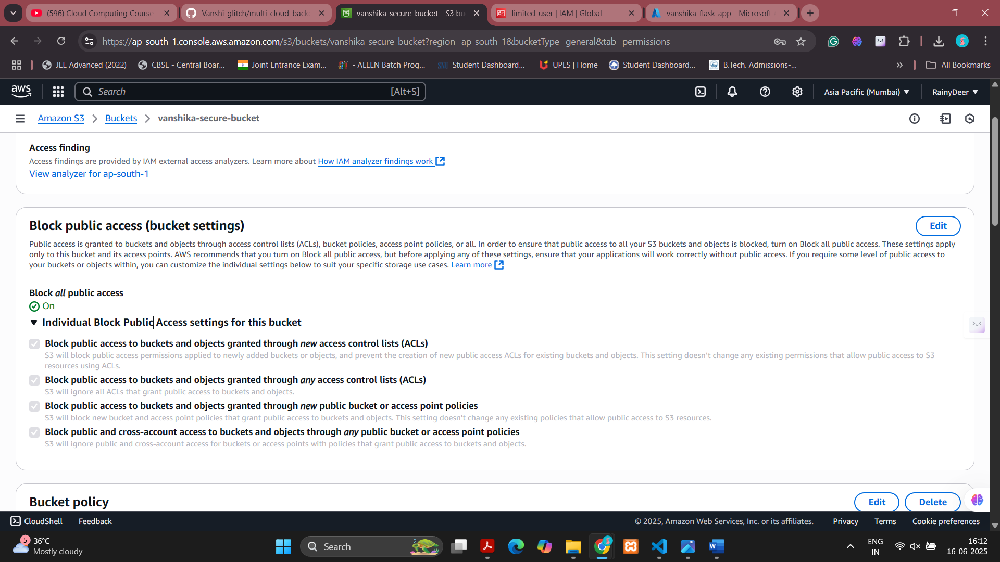 (596) Cloud Computing Course
Vanshi-glitch/multi-cloud-back
vanshika-secure-bucket - S3 bu
limited-user | IAM | Global
vanshika-flask-app - Microsoft
https://ap-south-1.console.aws.amazon.com/s3/buckets/vanshika-secure-bucket?region=ap-south-1&bucketType=general&tab=permissions
JEE Advanced (2022)
CBSE - Central Boar...
Joint Entrance Exam...
- ALLEN Batch Prog...
SNU Student Dashboard...
UPES | Home
Student Dashboard...
B.Tech. Admissions-...
All Bookmarks
aws
Search
[Alt+S]
Asia Pacific (Mumbai)
RainyDeer
Amazon S3
Buckets
vanshika-secure-bucket
Access finding
Access findings are provided by IAM external access analyzers. Learn more about How IAM analyzer findings work
View analyzer for ap-south-1
Block public access (bucket settings)
Edit
Public access is granted to buckets and objects through access control lists (ACLs), bucket policies, access point policies, or all. In order to ensure that public access to all your S3 buckets and objects is blocked, turn on Block all public access. These settings apply
only to this bucket and its access points. AWS recommends that you turn on Block all public access, but before applying any of these settings, ensure that your applications will work correctly without public access. If you require some level of public access to
your buckets or objects within, you can customize the individual settings below to suit your specific storage use cases. Learn more
Block all public access
On
Individual Block Public Access settings for this bucket
Block public access to buckets and objects granted through new access control lists (ACLs)
S3 will block public access permissions applied to newly added buckets or objects, and prevent the creation of new public access ACLs for existing buckets and objects. This setting doesn't change any existing permissions that allow public access to S3
resources using ACLs.
Block public access to buckets and objects granted through any access control lists (ACLs)
S3 will ignore all ACLs that grant public access to buckets and objects.
Block public access to buckets and objects granted through new public bucket or access point policies
S3 will block new bucket and access point policies that grant public access to buckets and objects. This setting doesn't change any existing policies that allow public access to S3 resources.
Block public and cross-account access to buckets and objects through any public bucket or access point policies
S3 will ignore public and cross-account access for buckets or access points with policies that grant public access to buckets and objects.
Bucket policy
Edit
Delete
CloudShell
Feedback
© 2025, Amazon Web Services, Inc. or its affiliates.
Privacy
Terms
Cookie preferences
5
36°C
Mostly cloudy
Search
ENG
IN
16:12
16-06-2025